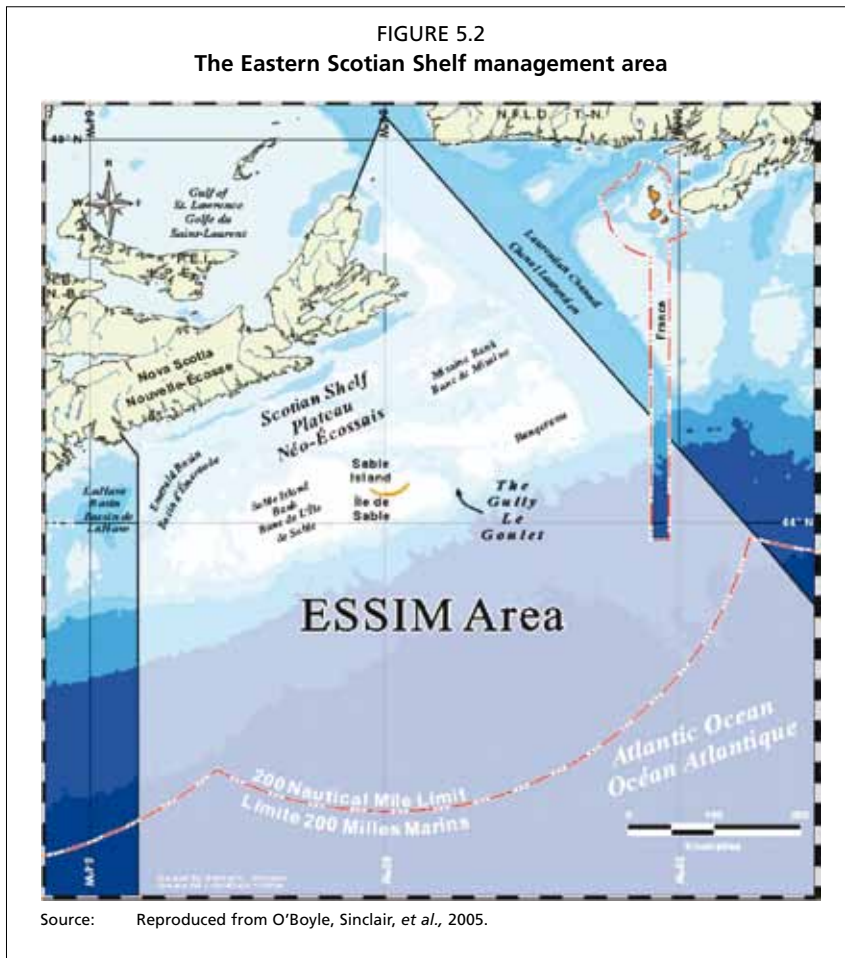 FIGURE 5.2
The Eastern Scotian Shelf management area
N.F.L.D. T.-N.
Gulf of
St. Lawrence
Golfe du
Saint-Laurent
P.E.I.
N.B.
N.-B.
Nova Scotia
Nouvelle-Écosse
Laurentian Channel
Chenal Laurentien
France
Scotian Shelf
Plateau
Néo-Écossais
Misaine Bank
Banc de Misaine
Banquereau
Emerald Basin
Bassin d'Émeraude
LaHave
Basin
Bassin de
LaHave
Sable Island
Bank
Banc de l'Île
de Sable
Sable
Island
Île de
Sable
The
Gully
Le
Goulet
44° N
ESSIM Area
Atlantic Ocean
Océan Atlantique
200 Nautical Mile Limit
Limite 200 Milles Marins
Source: Reproduced from O'Boyle, Sinclair, et al., 2005.